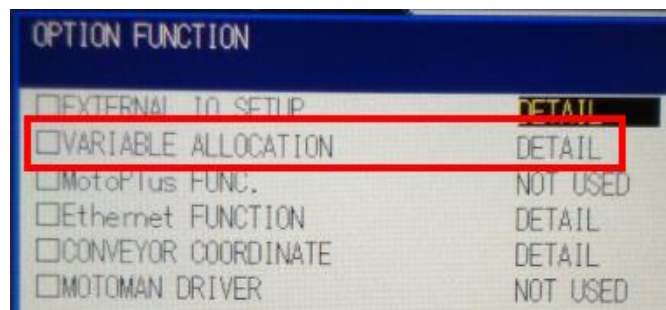 OPTION FUNCTION
□EXTERNAL IO SETUP DETAIL
□VARIABLE ALLOCATION DETAIL
□MotoPlus FUNC. NOT USED
□Ethernet FUNCTION DETAIL
□CONVEYOR COORDINATE DETAIL
□MOTOMAN DRIVER NOT USED